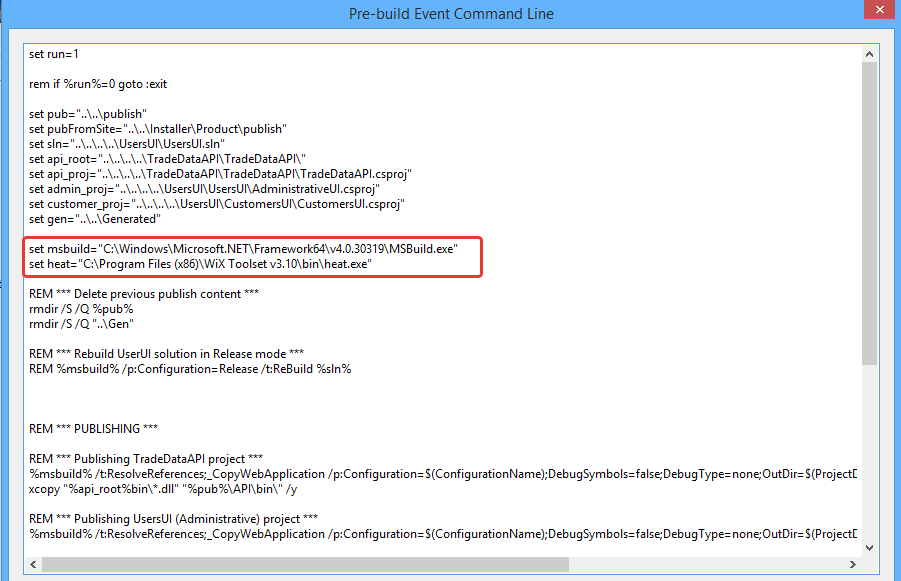 Pre-build Event Command Line
set run=1
rem if %run%=0 goto :exit
set pub="..\..\publish"
set pubFromSite="..\..\Installer\Product\publish"
set sln="..\..\..\..\UsersUI\UsersUI.sln"
set api_root="..\..\..\..\TradeDataAPI\TradeDataAPI\"
set api_proj="..\..\..\..\TradeDataAPI\TradeDataAPI\TradeDataAPI.csproj"
set admin_proj="..\..\..\..\UsersUI\UsersUI\AdministrativeUI.csproj"
set customer_proj="..\..\..\..\UsersUI\CustomersUI\CustomersUI.csproj"
set gen="..\..\Generated"
set msbuild="C:\Windows\Microsoft.NET\Framework64\v4.0.30319\MSBuild.exe"
set heat="C:\Program Files (x86)\WiX Toolset v3.10\bin\heat.exe"
REM *** Delete previous publish content ***
rmdir /S /Q %pub%
rmdir /S /Q "..\Gen"
REM *** Rebuild UserUI solution in Release mode ***
REM %msbuild% /p:Configuration=Release /t:ReBuild %sln%
REM *** PUBLISHING ***
REM *** Publishing TradeDataAPI project ***
%msbuild% /t:ResolveReferences;_CopyWebApplication /p:Configuration=$(ConfigurationName);DebugSymbols=false;DebugType=none;OutDir=$(ProjectD
xcopy "%api_root%bin\*.dll" "%pub%\API\bin\" /y
REM *** Publishing UsersUI (Administrative) project ***
%msbuild% /t:ResolveReferences;_CopyWebApplication /p:Configuration=$(ConfigurationName);DebugSymbols=false;DebugType=none;OutDir=$(ProjectD